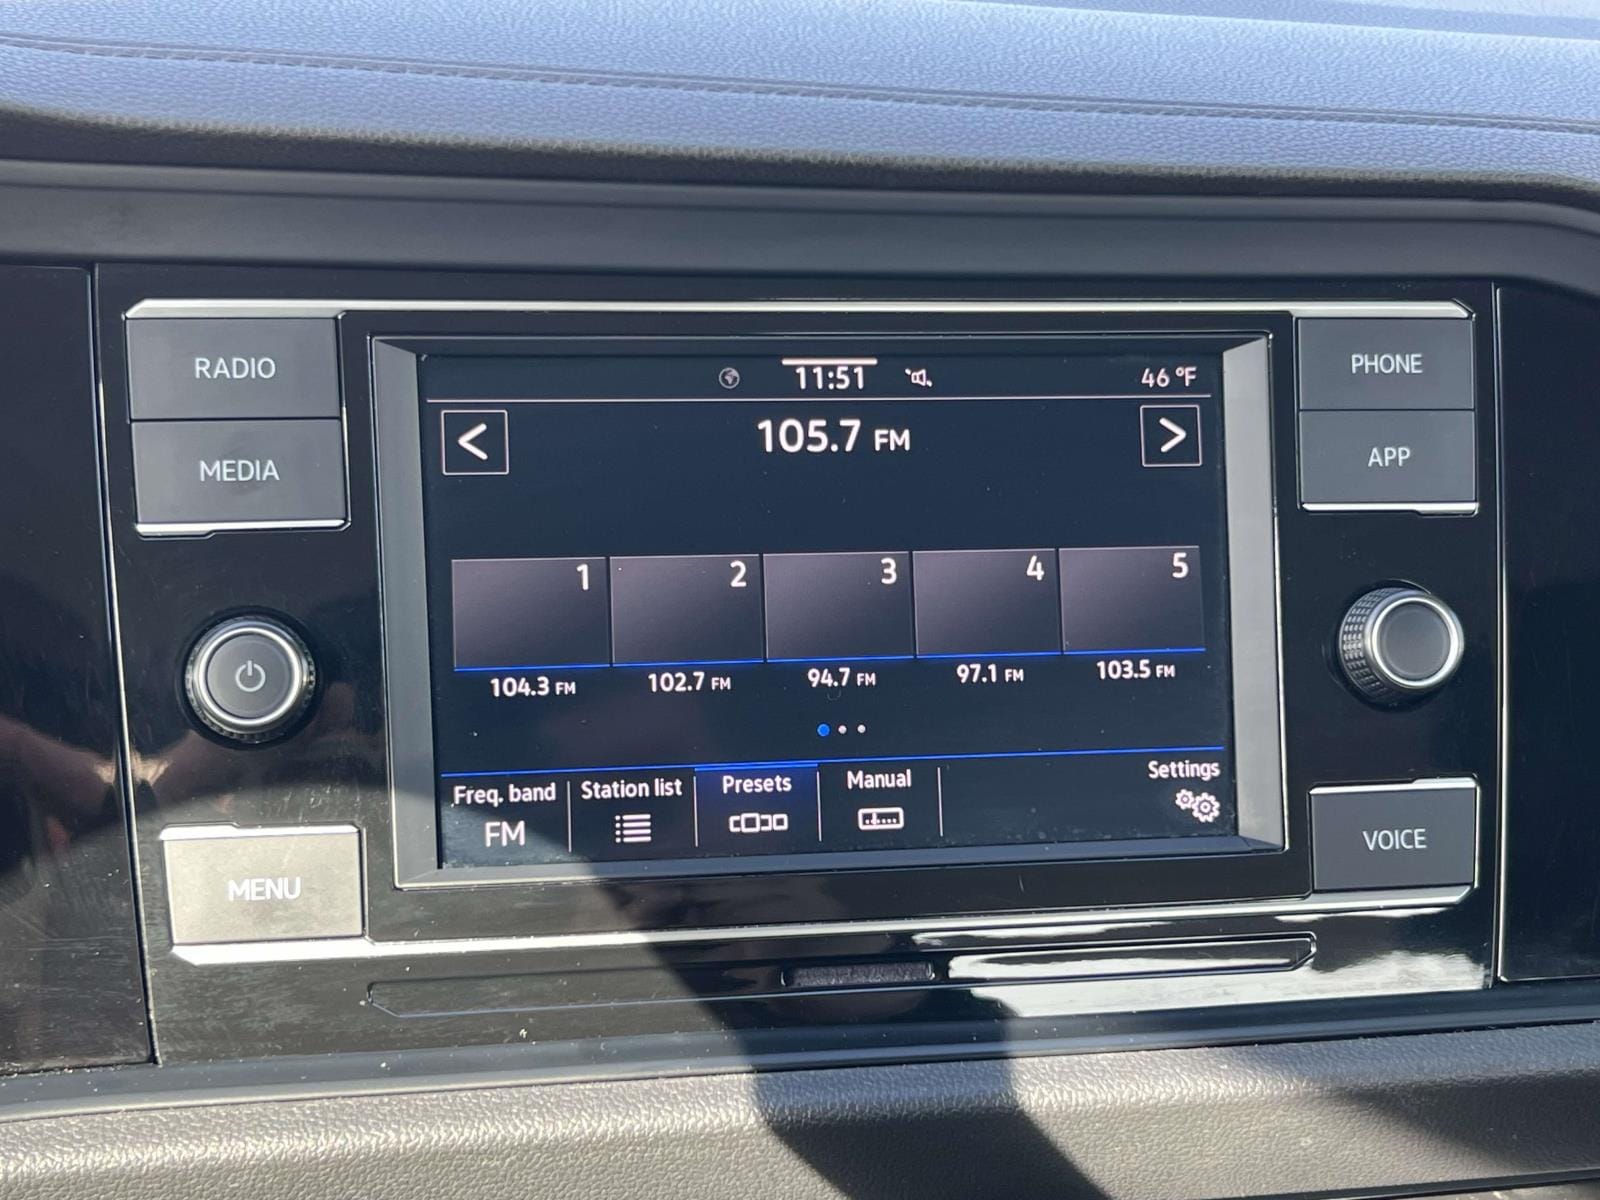 RADIO
MEDIA
MENU
PHONE
APP
VOICE
11:51
46 °F
<
105.7 FM
>
1
2
3
4
5
104.3 FM
102.7 FM
94.7 FM
97.1 FM
103.5 FM
Freq. band
FM
Station list
Presets
Manual
Settings